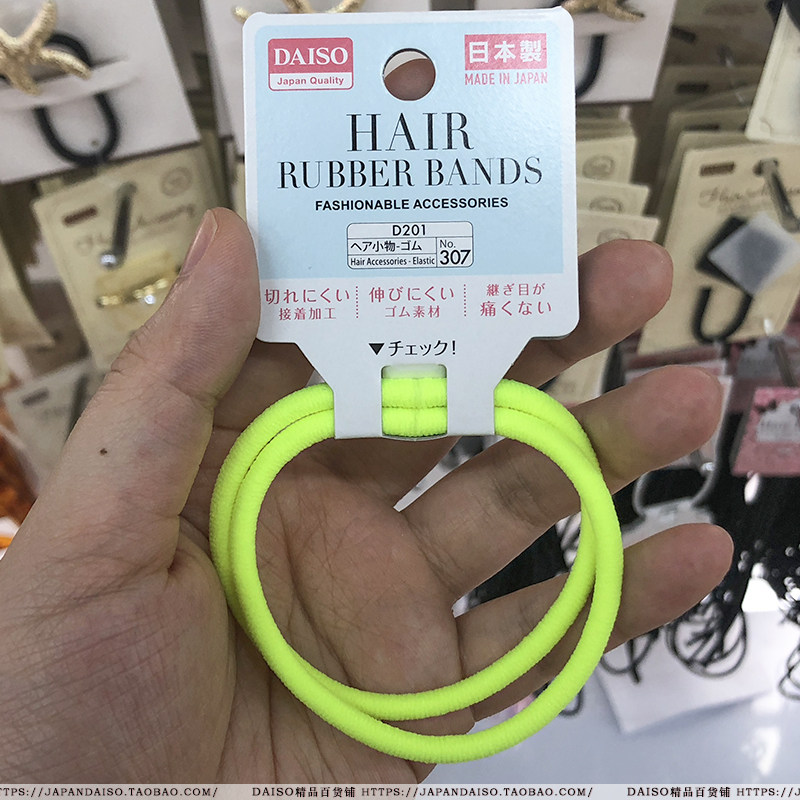 DAISO
Japan Quality
日本製
MADE IN JAPAN
HAIR
RUBBER BANDS
FASHIONABLE ACCESSORIES
D201
ヘア小物-ゴム
Hair Accessories - Elastic
No.
307
切れにくい
接着加工
伸びにくい
ゴム素材
継ぎ目が
痛くない
▼チェック!
TTPS://JAPANDAISO.TAOBAO.COM/ DAISO精品百货铺 HTTPS://JAPANDAISO.TAOBAO.COM/ DAISO精品百货铺 HTTPS://J